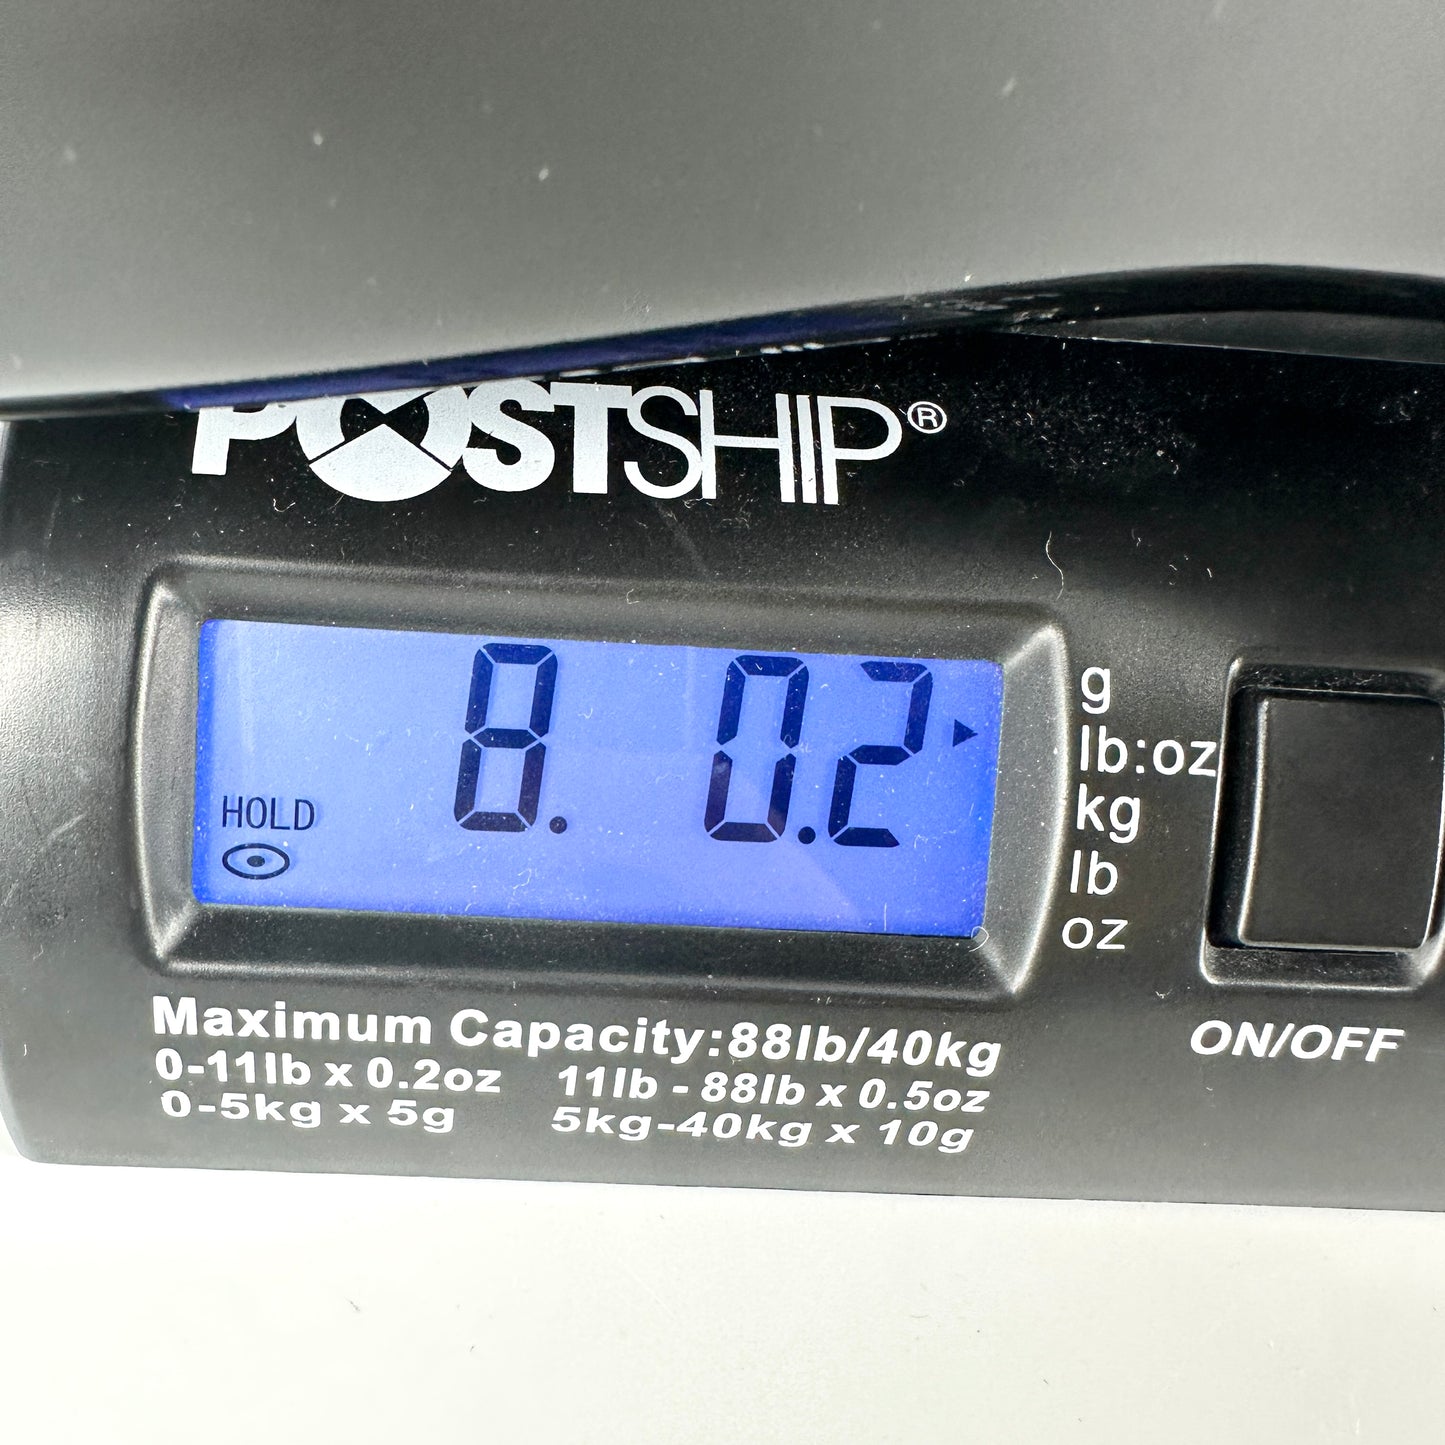 POSTSHIP®
8. 0.2
HOLD
g
lb:oz
kg
lb
oz
ON/OFF
Maximum Capacity:88lb/40kg
0-11lb x 0.2oz 11lb - 88lb x 0.5oz
0-5kg x 5g 5kg-40kg x 10g